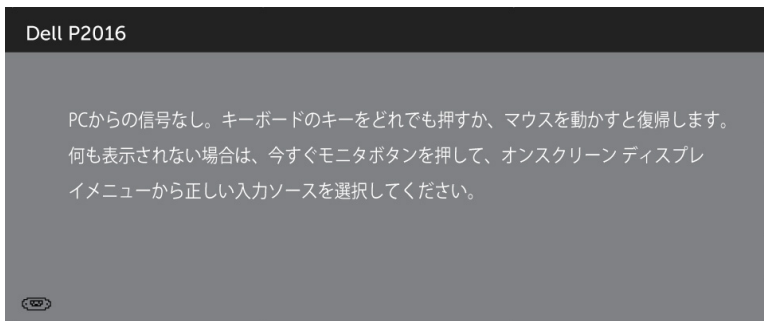 Dell P2016
PCからの信号なし。キーボードのキーをどれでも押すか、マウスを動かすと復帰します。
何も表示されない場合は、今すぐモニタボタンを押して、オンスクリーン ディスプレ
イメニューから正しい入力ソースを選択してください。